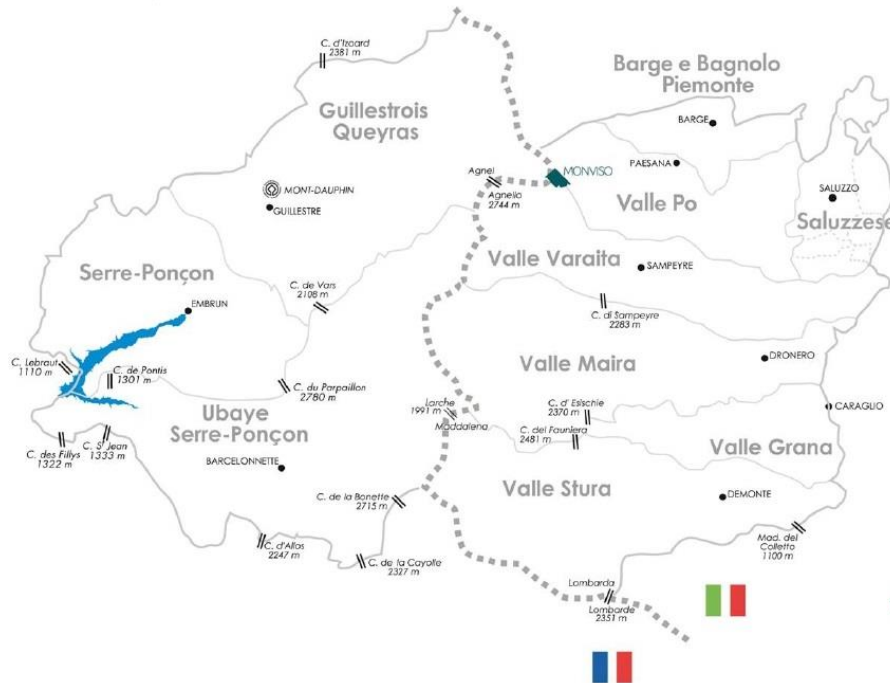 C. d'Izoard
2381 m
Guillestrois
Queyras
Barge e Bagnolo
Piemonte
BARGE
PAESANA
Agnel
MONVISO
Agnello
2744 m
Valle Po
SALUZZO
Saluzzese
MONT-DAUPHIN
GUILLESTRE
Valle Varaita
SAMPEYRE
Serre-Ponçon
C. de Vars
2108 m
EMBRUN
C. di Sampeyre
2283 m
C. Lebraut
1110 m
C. de Pontis
1301 m
Valle Maira
DRONERO
C. du Parpaillon
2780 m
Larche
1991 m
Maddalena
C. d' Esischie
2370 m
CARAGLIO
Ubaye
Serre-Ponçon
C. del Fauniera
2481 m
Valle Grana
C. des Fillys
1322 m
C. St Jean
1333 m
BARCELONNETTE
Valle Stura
DEMONTE
C. de la Bonette
2715 m
Mad. del
Colletto
1100 m
C. d'Allos
2247 m
C. de la Cayolle
2327 m
Lombarda
Lombarde
2351 m